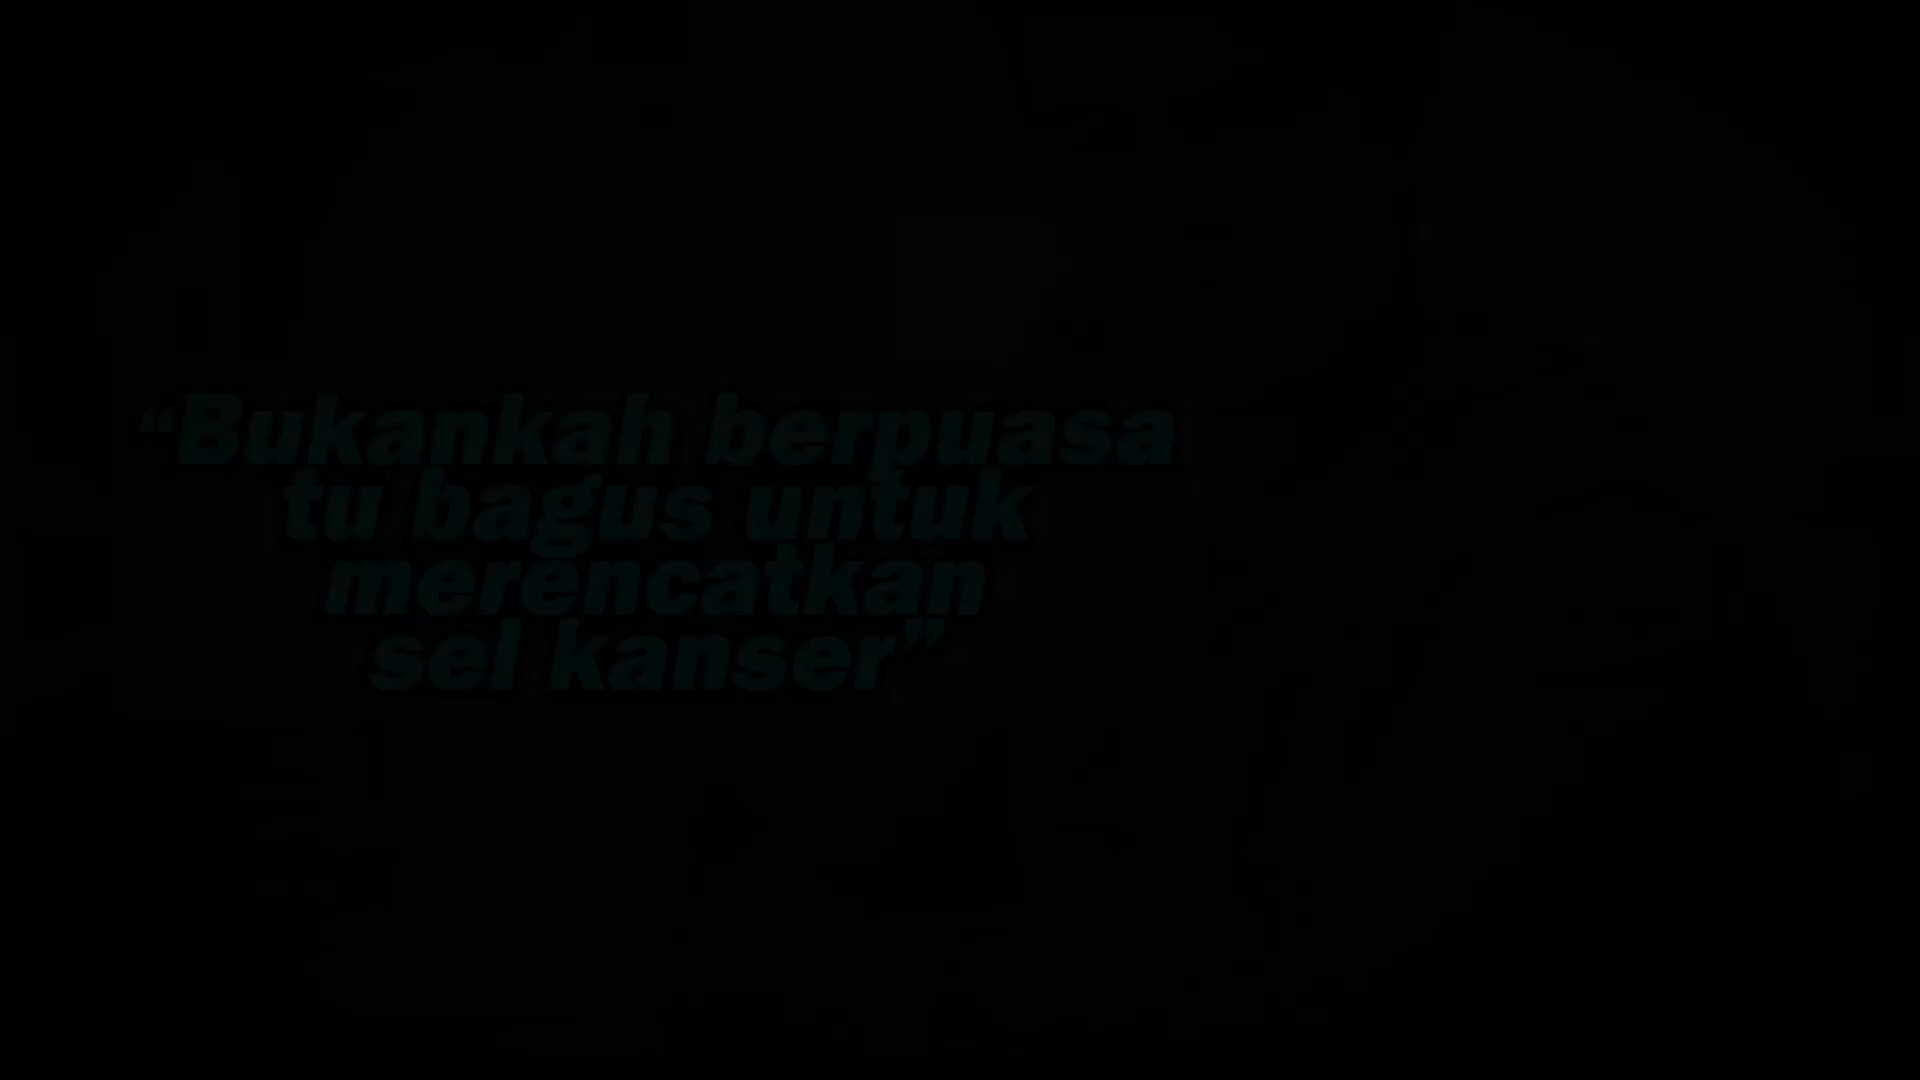 “Bukankah berpuasa
tu bagus untuk
merencatkan
sel kanser”